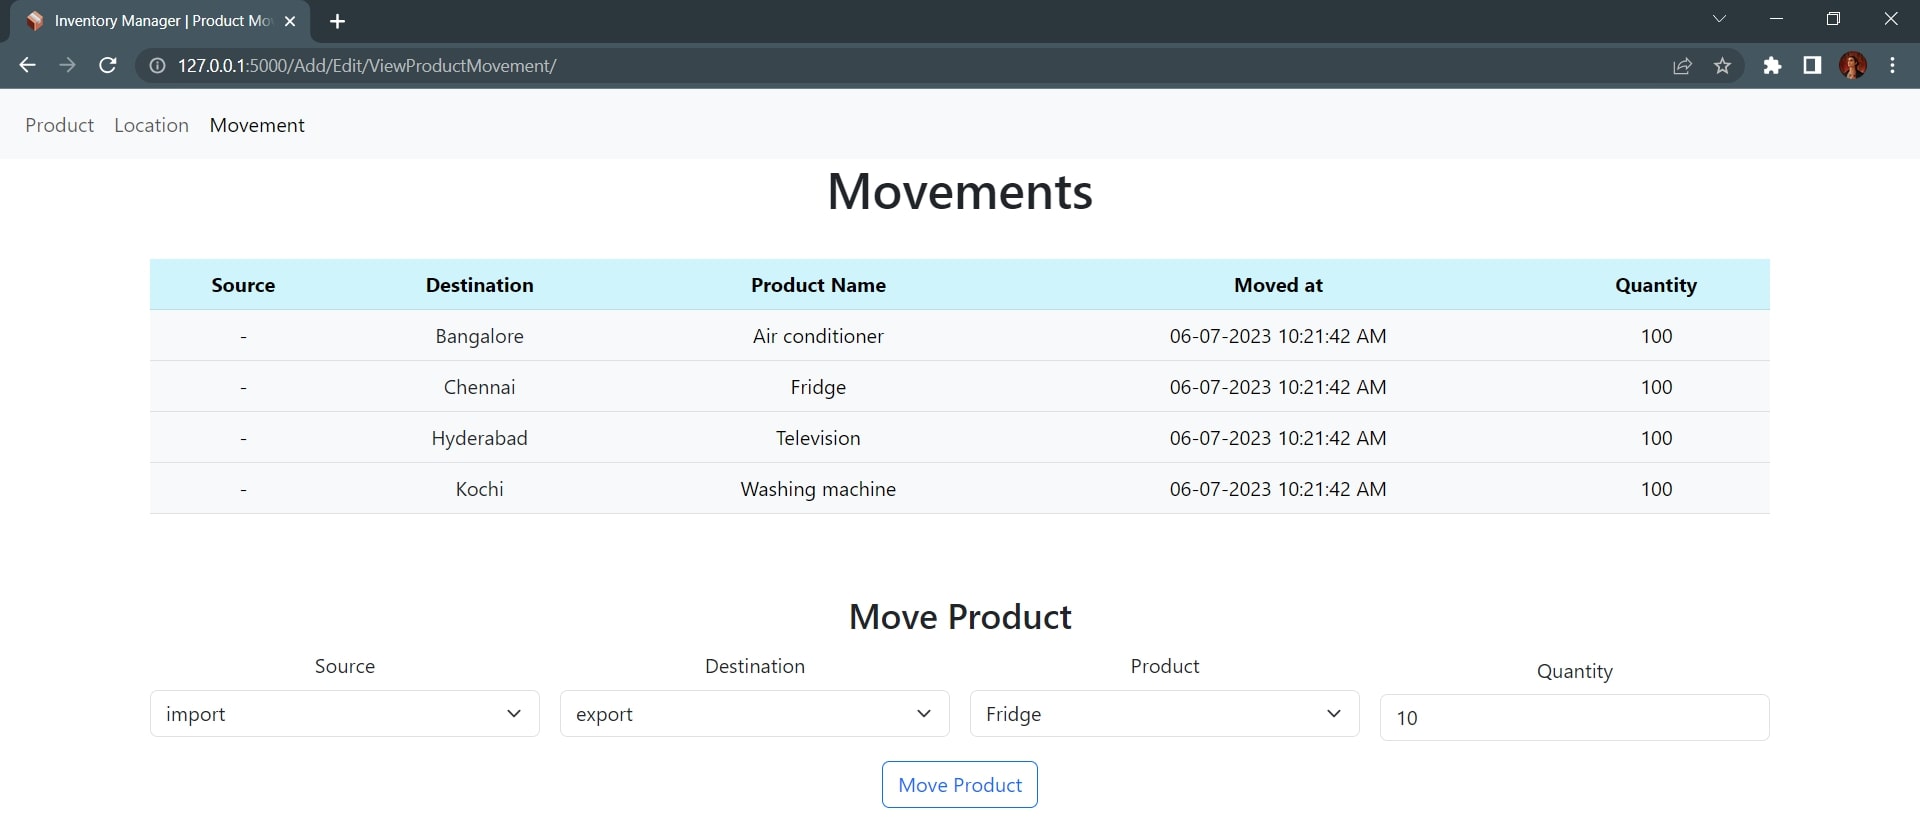 Inventory Manager | Product Mo
127.0.0.1:5000/Add/Edit/ViewProductMovement/
Product Location Movement
Movements
Source Destination Product Name Moved at Quantity
- Bangalore Air conditioner 06-07-2023 10:21:42 AM 100
- Chennai Fridge 06-07-2023 10:21:42 AM 100
- Hyderabad Television 06-07-2023 10:21:42 AM 100
- Kochi Washing machine 06-07-2023 10:21:42 AM 100
Move Product
Source Destination Product Quantity
import export Fridge 10
Move Product